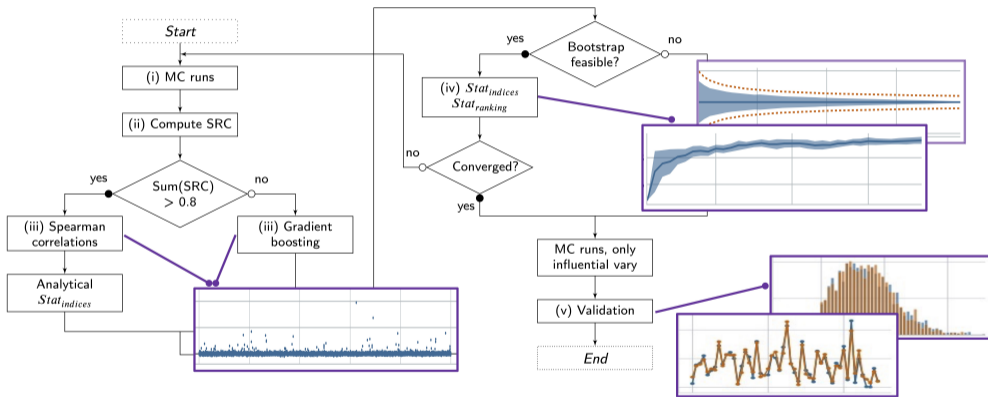 Start
(i) MC runs
(ii) Compute SRC
yes
no
Sum(SRC)
> 0.8
(iii) Spearman
correlations
(iii) Gradient
boosting
Analytical
Stat_indices
yes
no
Bootstrap
feasible?
(iv) Stat_indices
Stat_ranking
no
Converged?
yes
MC runs, only
influential vary
(v) Validation
End